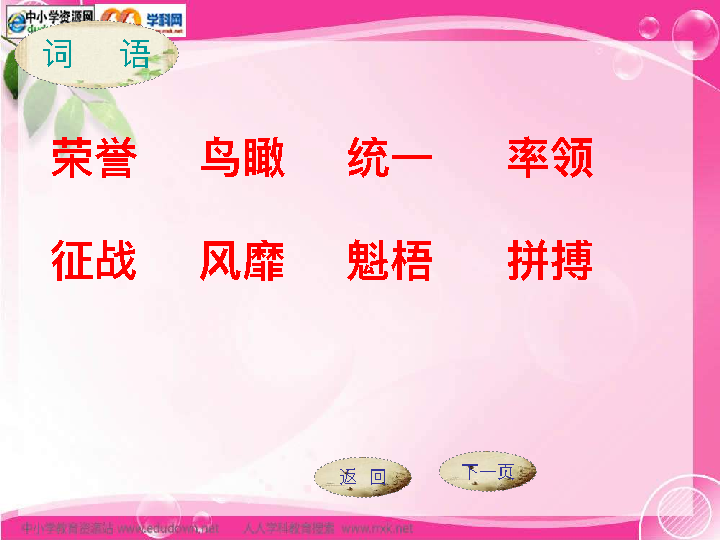 中小学资源网 学科网
词 语
荣誉 鸟瞰 统一 率领
征战 风靡 魁梧 拼搏
返 回 下一页
中小学教育资源站 www.edudown.net 人人学科教育搜索 www.rrxk.net